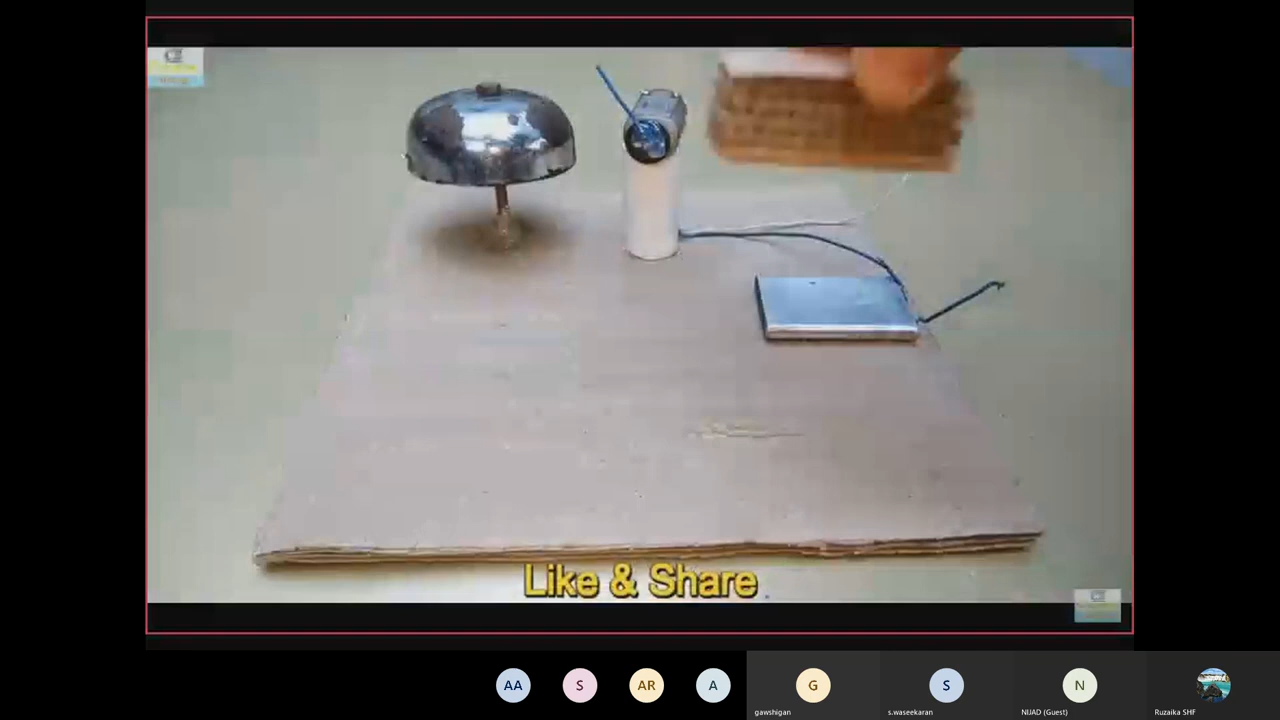 Like & Share
AA
S
AR
A
G
S
N
gawshigan
s.waseekaran
NIJAD (Guest)
Ruzaika SHF